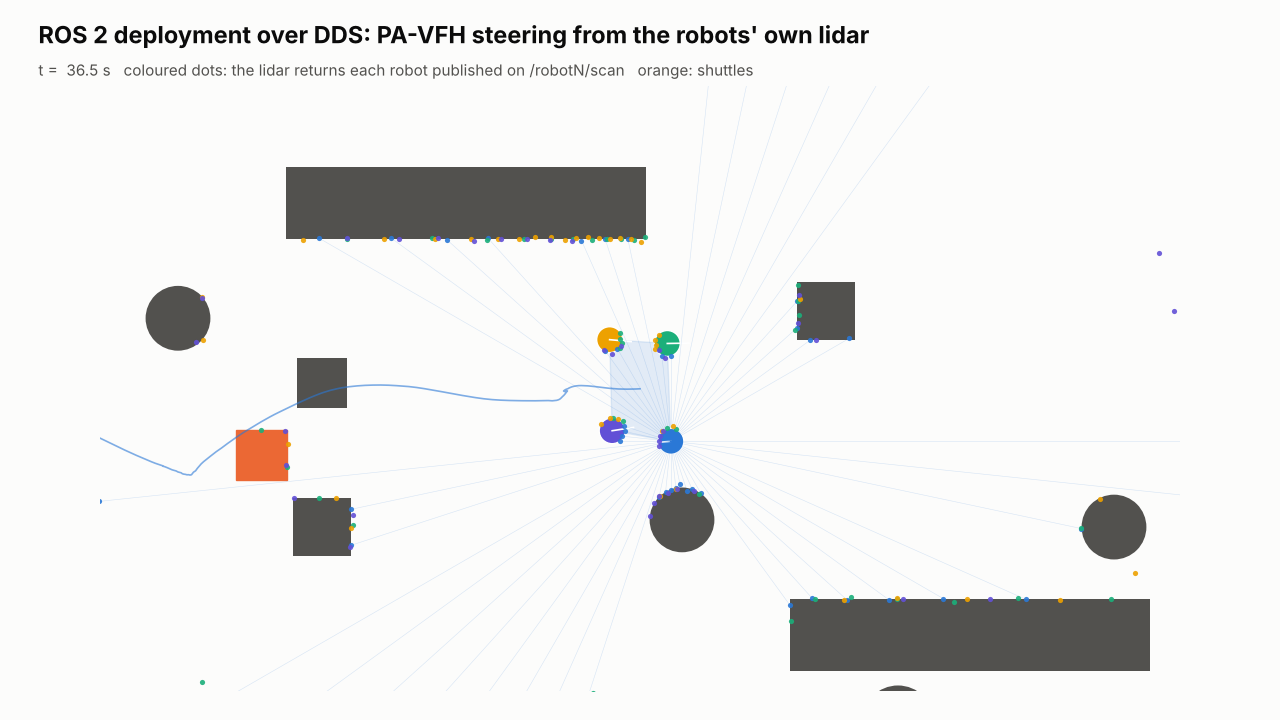 ROS 2 deployment over DDS: PA-VFH steering from the robots' own lidar
t =  36.5 s   coloured dots: the lidar returns each robot published on /robotN/scan   orange: shuttles